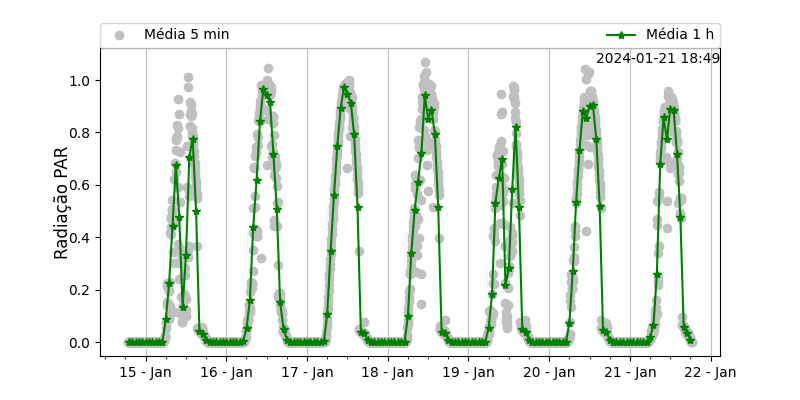 Média 5 min
Média 1 h
2024-01-21 18:49
Radiação PAR
1.0
0.8
0.6
0.4
0.2
0.0
15 - Jan
16 - Jan
17 - Jan
18 - Jan
19 - Jan
20 - Jan
21 - Jan
22 - Jan